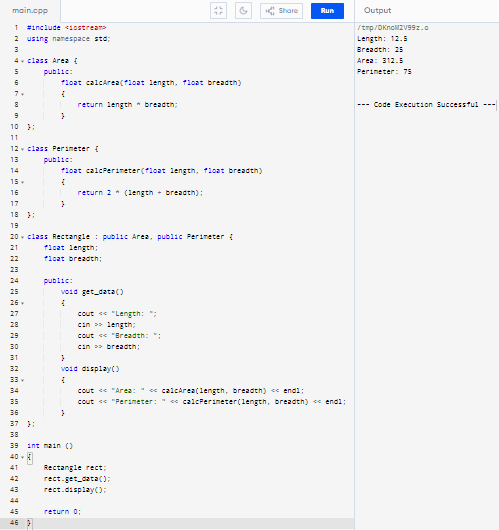 main.cpp
Share
Run
Output
1 #include <iostream>
2 using namespace std;
3
4 class Area {
5 public:
6 float calcArea(float length, float breadth)
7 {
8 return length * breadth;
9 }
10 };
11
12 class Perimeter {
13 public:
14 float calcPerimeter(float length, float breadth)
15 {
16 return 2 * (length + breadth);
17 }
18 };
19
20 class Rectangle : public Area, public Perimeter {
21 float length;
22 float breadth;
23
24 public:
25 void get_data()
26 {
27 cout << "Length: ";
28 cin >> length;
29 cout << "Breadth: ";
30 cin >> breadth;
31 }
32 void display()
33 {
34 cout << "Area: " << calcArea(length, breadth) << endl;
35 cout << "Perimeter: " << calcPerimeter(length, breadth) << endl;
36 }
37 };
38
39 int main ()
40 {
41 Rectangle rect;
42 rect.get_data();
43 rect.display();
44
45 return 0;
46 }
/tmp/DKnoM2V99z.o
Length: 12.5
Breadth: 25
Area: 312.5
Perimeter: 75
--- Code Execution Successful ---